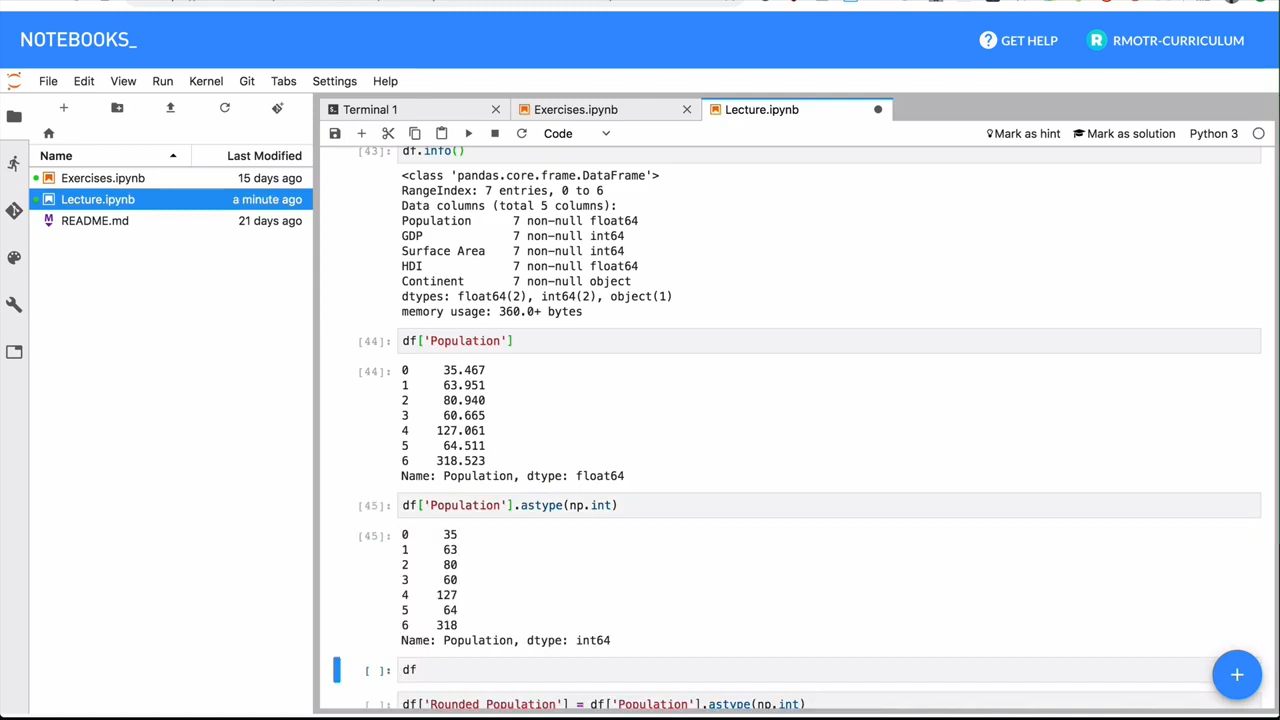 NOTEBOOKS_
GET HELP
R RMOTR-CURRICULUM
File Edit View Run Kernel Git Tabs Settings Help
Terminal 1
Exercises.ipynb
Lecture.ipynb
Code
Mark as hint
Mark as solution
Python 3
Name Last Modified
Exercises.ipynb 15 days ago
Lecture.ipynb a minute ago
README.md 21 days ago
[43]: df.info()
<class 'pandas.core.frame.DataFrame'>
RangeIndex: 7 entries, 0 to 6
Data columns (total 5 columns):
Population 7 non-null float64
GDP 7 non-null int64
Surface Area 7 non-null int64
HDI 7 non-null float64
Continent 7 non-null object
dtypes: float64(2), int64(2), object(1)
memory usage: 360.0+ bytes
[44]: df['Population']
[44]: 0 35.467
1 63.951
2 80.940
3 60.665
4 127.061
5 64.511
6 318.523
Name: Population, dtype: float64
[45]: df['Population'].astype(np.int)
[45]: 0 35
1 63
2 80
3 60
4 127
5 64
6 318
Name: Population, dtype: int64
[ ]: df
[ ]: df['Rounded Population'] = df['Population'].astype(np.int)